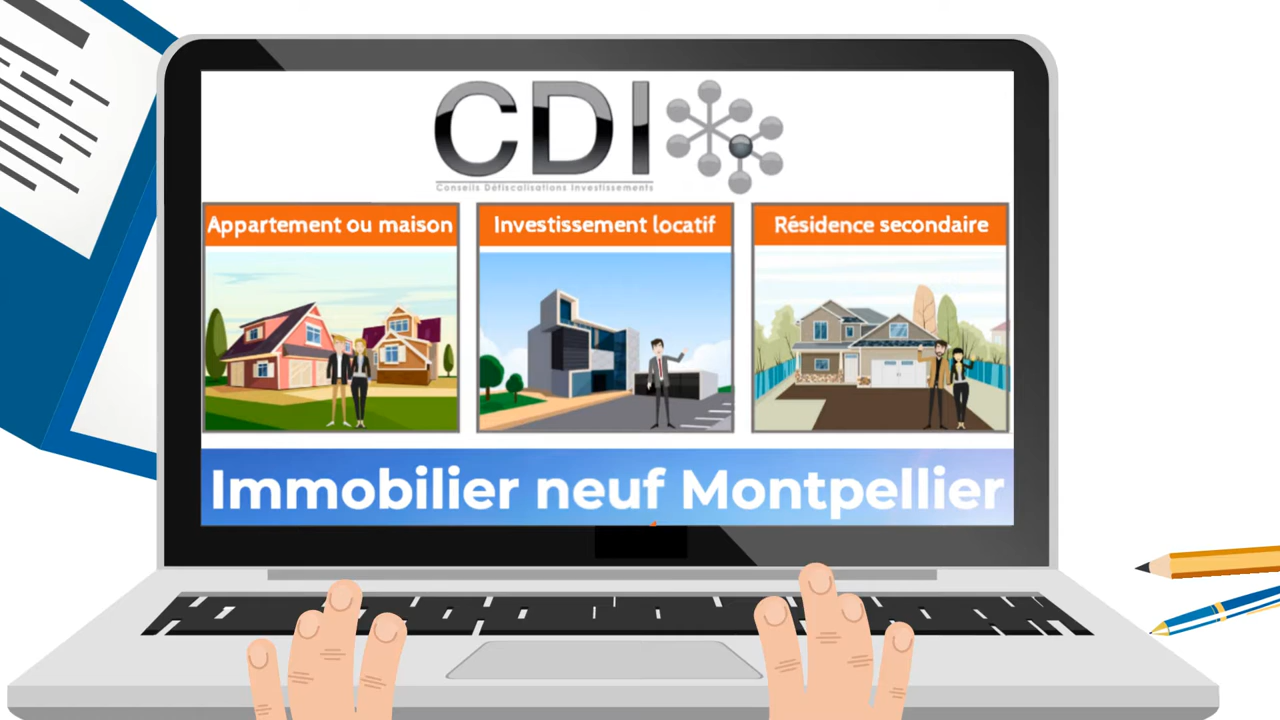 CDI
Conseils Défiscalisations Investissements
Appartement ou maison
Investissement locatif
Résidence secondaire
Immobilier neuf Montpellier